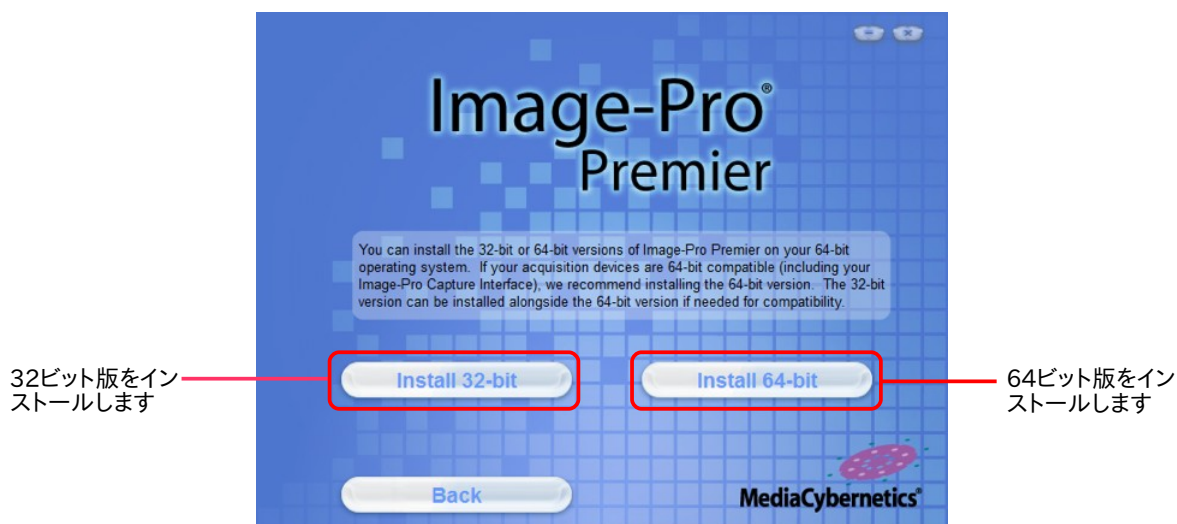 Image-Pro®
Premier
You can install the 32-bit or 64-bit versions of Image-Pro Premier on your 64-bit
operating system. If your acquisition devices are 64-bit compatible (including your
Image-Pro Capture Interface), we recommend installing the 64-bit version. The 32-bit
version can be installed alongside the 64-bit version if needed for compatibility.
32ビット版をイン
ストールします
Install 32-bit
Install 64-bit
64ビット版をイン
ストールします
Back
MediaCybernetics®